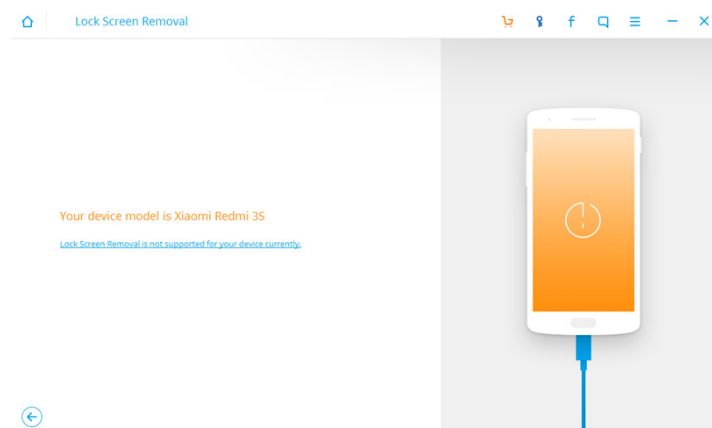 Lock Screen Removal
Your device model is Xiaomi Redmi 3S
Lock Screen Removal is not supported for your device currently.